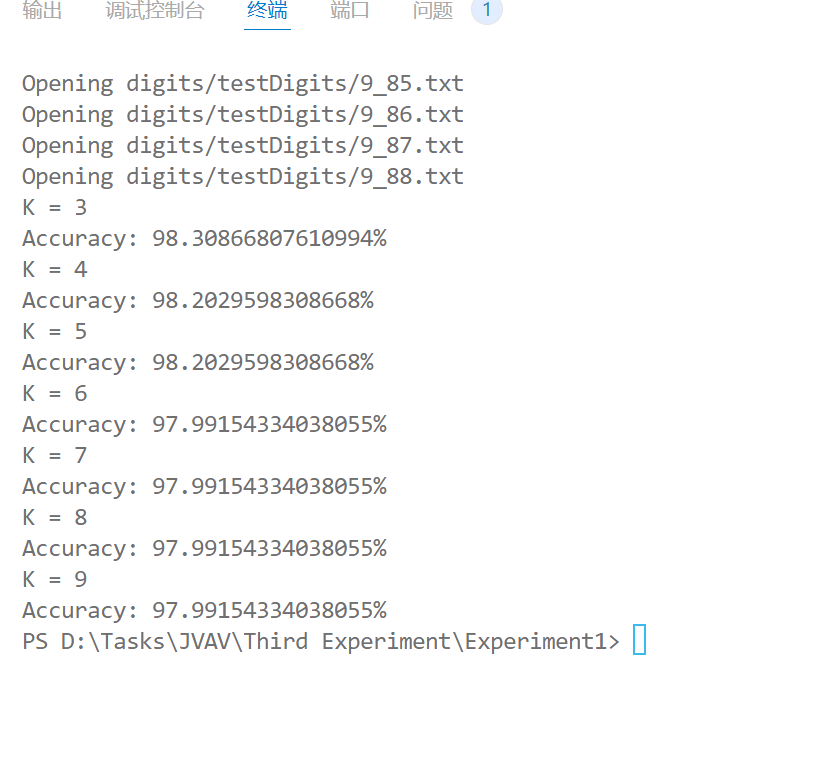 输出 调试控制台 终端 端口 问题 1
Opening digits/testDigits/9_85.txt
Opening digits/testDigits/9_86.txt
Opening digits/testDigits/9_87.txt
Opening digits/testDigits/9_88.txt
K = 3
Accuracy: 98.30866807610994%
K = 4
Accuracy: 98.2029598308668%
K = 5
Accuracy: 98.2029598308668%
K = 6
Accuracy: 97.99154334038055%
K = 7
Accuracy: 97.99154334038055%
K = 8
Accuracy: 97.99154334038055%
K = 9
Accuracy: 97.99154334038055%
PS D:\Tasks\JVAV\Third Experiment\Experiment1>